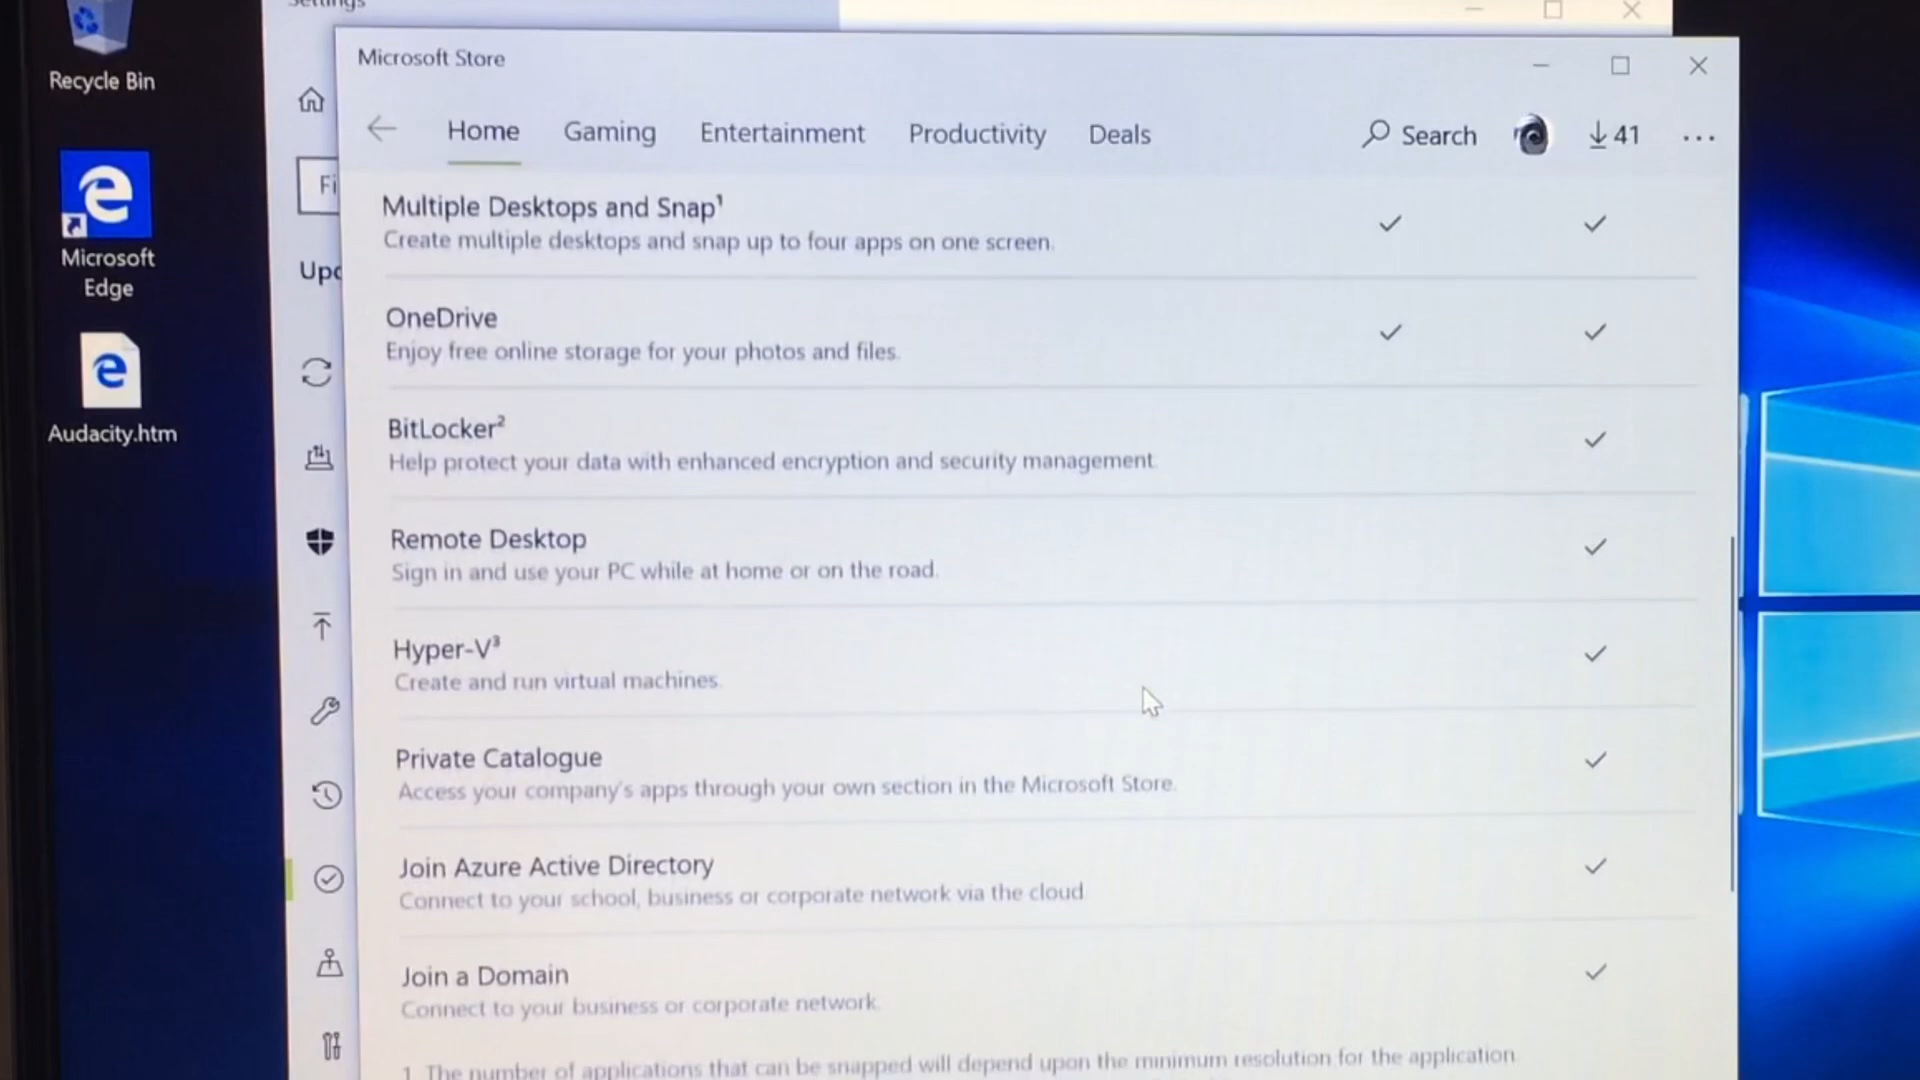 Settings
Recycle Bin
Microsoft Store
Home
Gaming
Entertainment
Productivity
Deals
Search
41
...
Fi
Multiple Desktops and Snap¹
Create multiple desktops and snap up to four apps on one screen.
Microsoft
Edge
Upd
OneDrive
Enjoy free online storage for your photos and files.
Audacity.htm
BitLocker²
Help protect your data with enhanced encryption and security management.
Remote Desktop
Sign in and use your PC while at home or on the road.
Hyper-V³
Create and run virtual machines.
Private Catalogue
Access your company's apps through your own section in the Microsoft Store.
Join Azure Active Directory
Connect to your school, business or corporate network via the cloud
Join a Domain
Connect to your business or corporate network.
1. The number of applications that can be snapped will depend upon the minimum resolution for the application